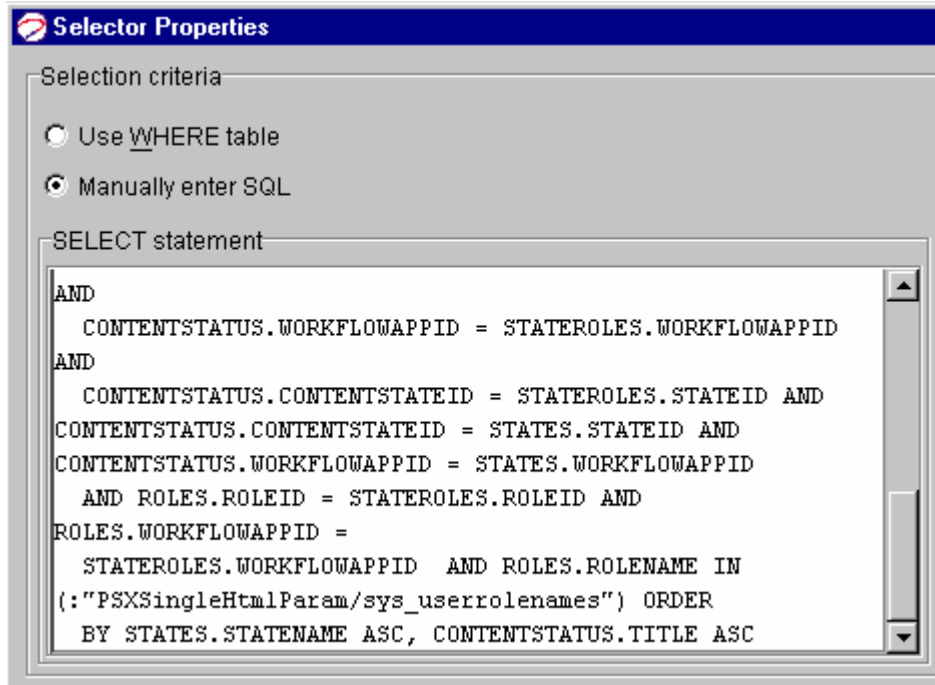 Selector Properties
Selection criteria
Use WHERE table
Manually enter SQL
SELECT statement
AND
CONTENTSTATUS.WORKFLOWAPPID = STATEROLES.WORKFLOWAPPID
AND
CONTENTSTATUS.CONTENTSTATEID = STATEROLES.STATEID AND
CONTENTSTATUS.CONTENTSTATEID = STATES.STATEID AND
CONTENTSTATUS.WORKFLOWAPPID = STATES.WORKFLOWAPPID
AND ROLES.ROLEID = STATEROLES.ROLEID AND
ROLES.WORKFLOWAPPID =
STATEROLES.WORKFLOWAPPID  AND ROLES.ROLENAME IN
(:"PSXSingleHtmlParam/sys_userrolenames") ORDER
BY STATES.STATENAME ASC, CONTENTSTATUS.TITLE ASC